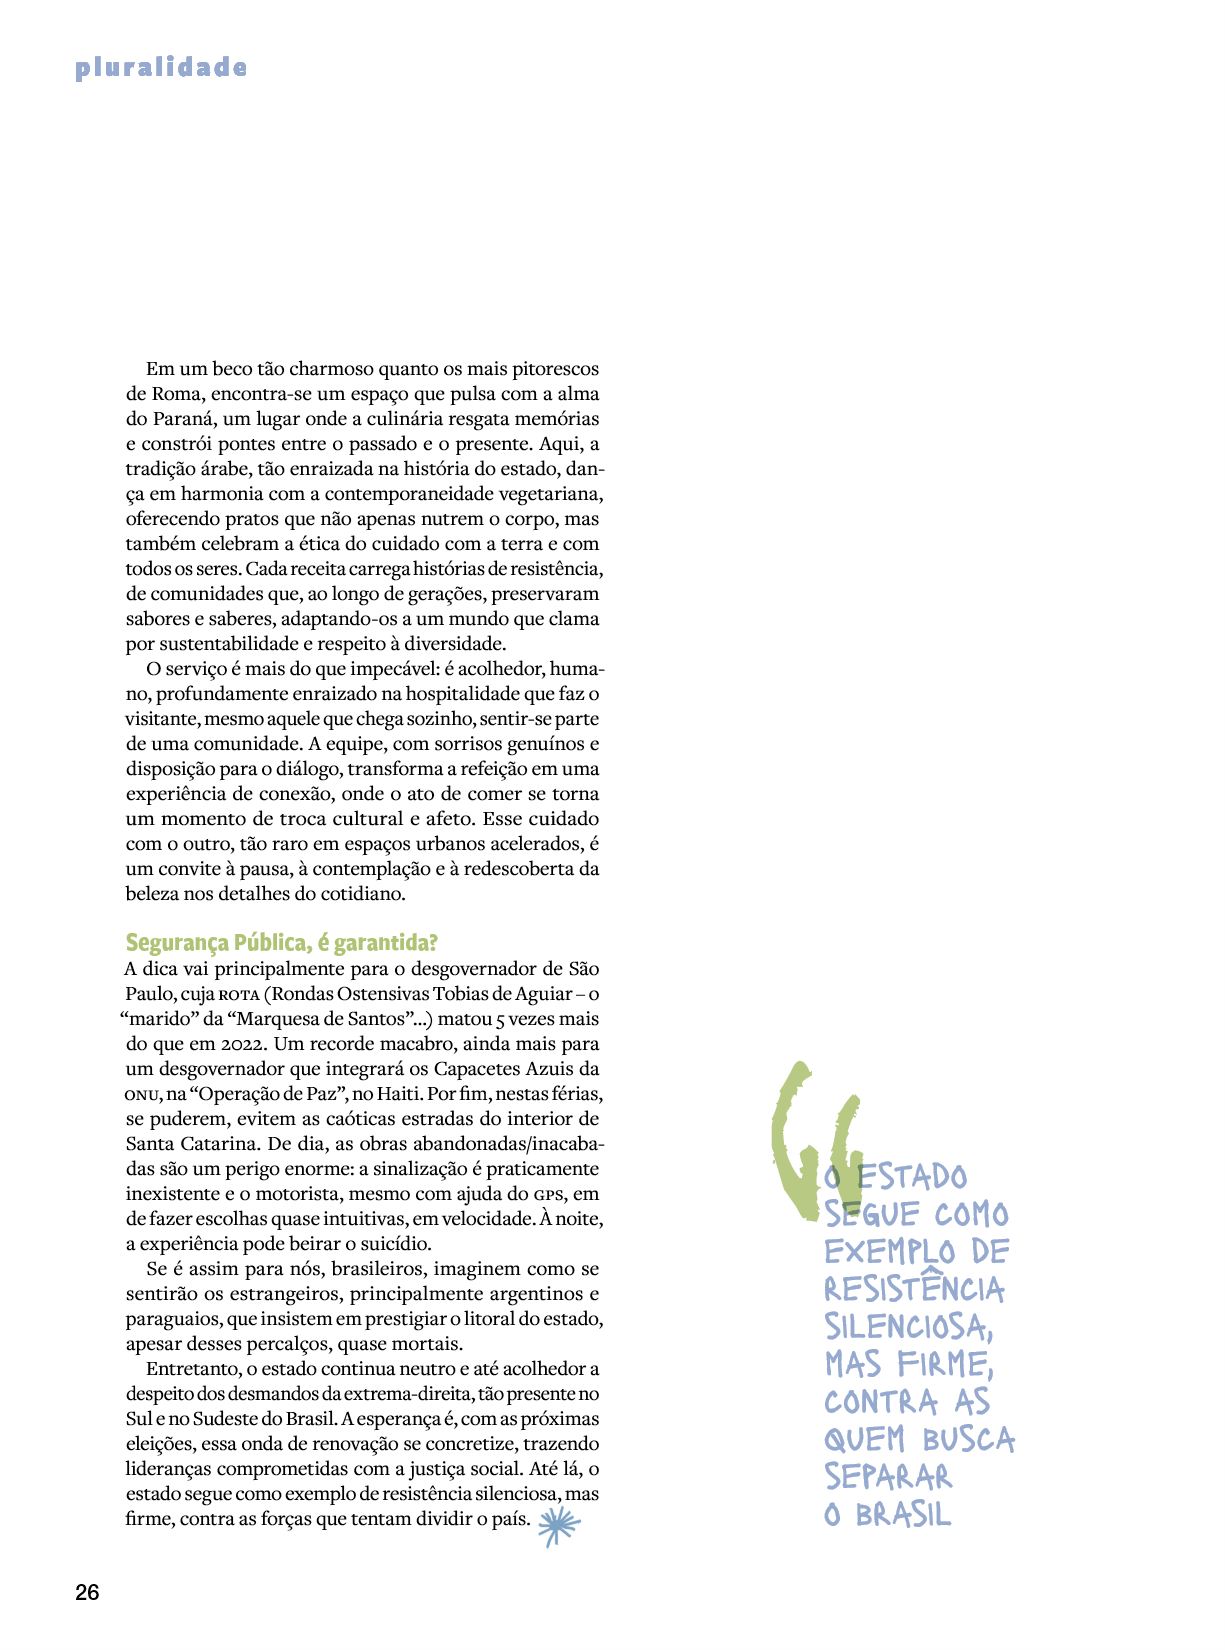 pluralidade
Em um beco tão charmoso quanto os mais pitorescos
de Roma, encontra-se um espaço que pulsa com a alma
do Paraná, um lugar onde a culinária resgata memórias
e constrói pontes entre o passado e o presente. Aqui, a
tradição árabe, tão enraizada na história do estado, dan-
ça em harmonia com a contemporaneidade vegetariana,
oferecendo pratos que não apenas nutrem o corpo, mas
também celebram a ética do cuidado com a terra e com
todos os seres. Cada receita carrega histórias de resistência,
de comunidades que, ao longo de gerações, preservaram
sabores e saberes, adaptando-os a um mundo que clama
por sustentabilidade e respeito à diversidade.
O serviço é mais do que impecável: é acolhedor, huma-
no, profundamente enraizado na hospitalidade que faz o
visitante, mesmo aquele que chega sozinho, sentir-se parte
de uma comunidade. A equipe, com sorrisos genuínos e
disposição para o diálogo, transforma a refeição em uma
experiência de conexão, onde o ato de comer se torna
um momento de troca cultural e afeto. Esse cuidado
com o outro, tão raro em espaços urbanos acelerados, é
um convite à pausa, à contemplação e à redescoberta da
beleza nos detalhes do cotidiano.
Segurança Pública, é garantida?
A dica vai principalmente para o desgovernador de São
Paulo, cuja ROTA (Rondas Ostensivas Tobias de Aguiar – o
“marido” da “Marquesa de Santos”...) matou 5 vezes mais
do que em 2022. Um recorde macabro, ainda mais para
um desgovernador que integrará os Capacetes Azuis da
ONU, na “Operação de Paz”, no Haiti. Por fim, nestas férias,
se puderem, evitem as caóticas estradas do interior de
Santa Catarina. De dia, as obras abandonadas/inacaba-
das são um perigo enorme: a sinalização é praticamente
inexistente e o motorista, mesmo com ajuda do GPS, em
de fazer escolhas quase intuitivas, em velocidade. À noite,
a experiência pode beirar o suicídio.
Se é assim para nós, brasileiros, imaginem como se
sentirão os estrangeiros, principalmente argentinos e
paraguaios, que insistem em prestigiar o litoral do estado,
apesar desses percalços, quase mortais.
Entretanto, o estado continua neutro e até acolhedor a
despeito dos desmandos da extrema-direita, tão presente no
Sul e no Sudeste do Brasil. A esperança é, com as próximas
eleições, essa onda de renovação se concretize, trazendo
lideranças comprometidas com a justiça social. Até lá, o
estado segue como exemplo de resistência silenciosa, mas
firme, contra as forças que tentam dividir o país.
“
O ESTADO
SEGUE COMO
EXEMPLO DE
RESISTÊNCIA
SILENCIOSA,
MAS FIRME,
CONTRA AS
QUEM BUSCA
SEPARAR
O BRASIL
26